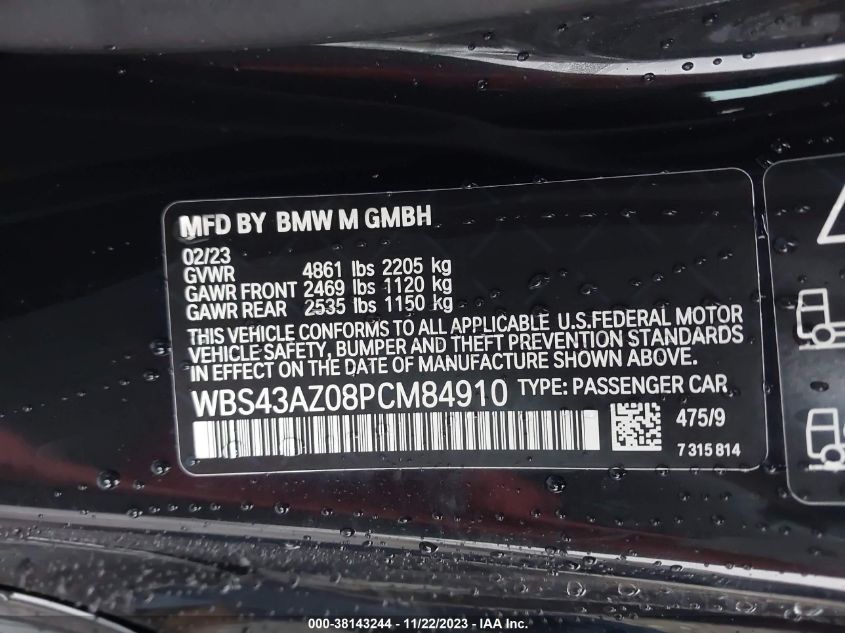 MFD BY BMW M GMBH
02/23
GVWR 4861 lbs 2205 kg
GAWR FRONT 2469 lbs 1120 kg
GAWR REAR 2535 lbs 1150 kg
THIS VEHICLE CONFORMS TO ALL APPLICABLE U.S.FEDERAL MOTOR
VEHICLE SAFETY, BUMPER AND THEFT PREVENTION STANDARDS
IN EFFECT ON THE DATE OF MANUFACTURE SHOWN ABOVE.
WBS43AZ08PCM84910 TYPE: PASSENGER CAR
475/9
7 315 814
000-38143244 - 11/22/2023 - IAA Inc.